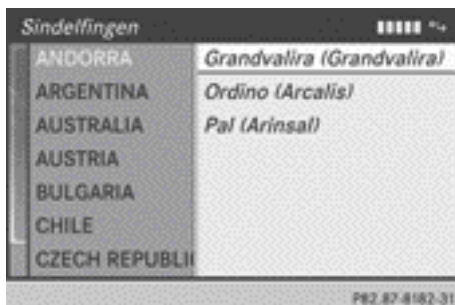 Sindelfingen
ANDORRA
Grandvalira (Grandvalira)
ARGENTINA
Ordino (Arcalis)
AUSTRALIA
Pal (Arinsal)
AUSTRIA
BULGARIA
CHILE
CZECH REPUBLI
P82.87-8182-31